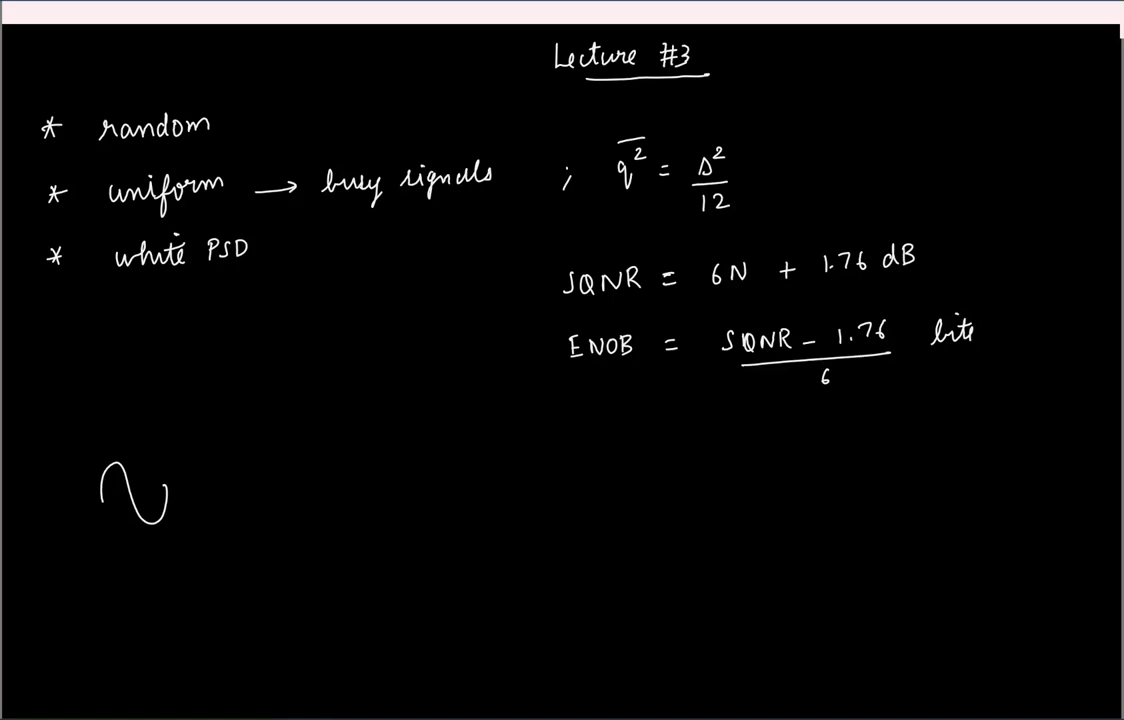 Lecture #3
* random
* uniform → busy signals ; q̅² = Δ²/12
* white PSD
SQNR = 6N + 1.76 dB
ENOB = SQNR - 1.76 / 6 bits